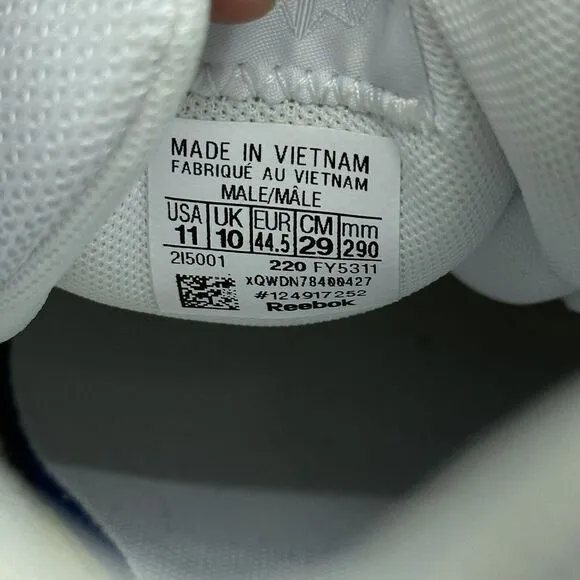 MADE IN VIETNAM
FABRIQUÉ AU VIETNAM
MALE/MÂLE
USA UK EUR CM mm
11 10 44.5 29 290
2I5001 220 FY5311
xQWDN78400427
#124917252
Reebok